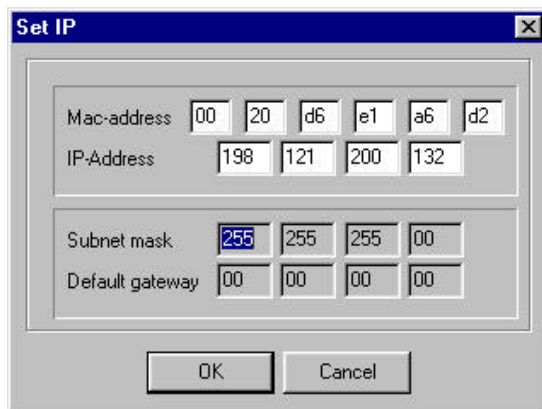 Set IP
Mac-address 00 20 d6 e1 a6 d2
IP-Address 198 121 200 132
Subnet mask 255 255 255 00
Default gateway 00 00 00 00
OK Cancel